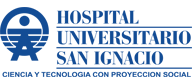 HOSPITAL
UNIVERSITARIO
SAN IGNACIO
CIENCIA Y TECNOLOGIA CON PROYECCION SOCIAL